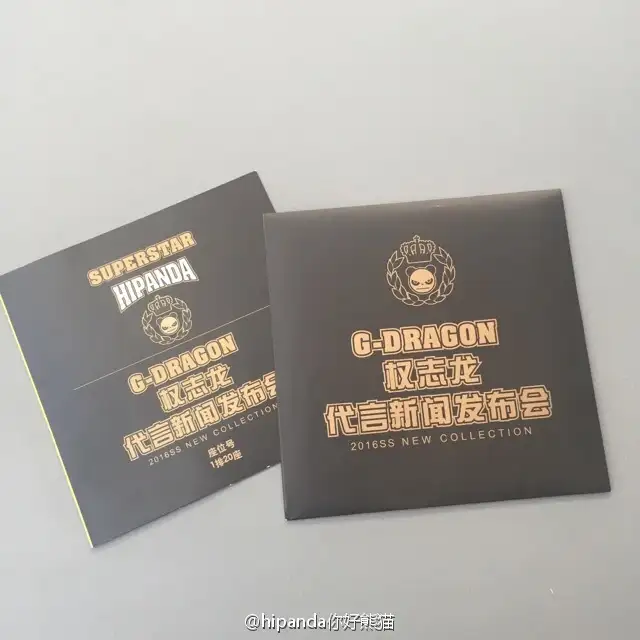 SUPERSTAR
HIPANDA
G-DRAGON
权志龙
代言新闻发布会
2016SS NEW COLLECTION
座位号
1排20座
G-DRAGON
权志龙
代言新闻发布会
2016SS NEW COLLECTION
@hipanda你好熊猫